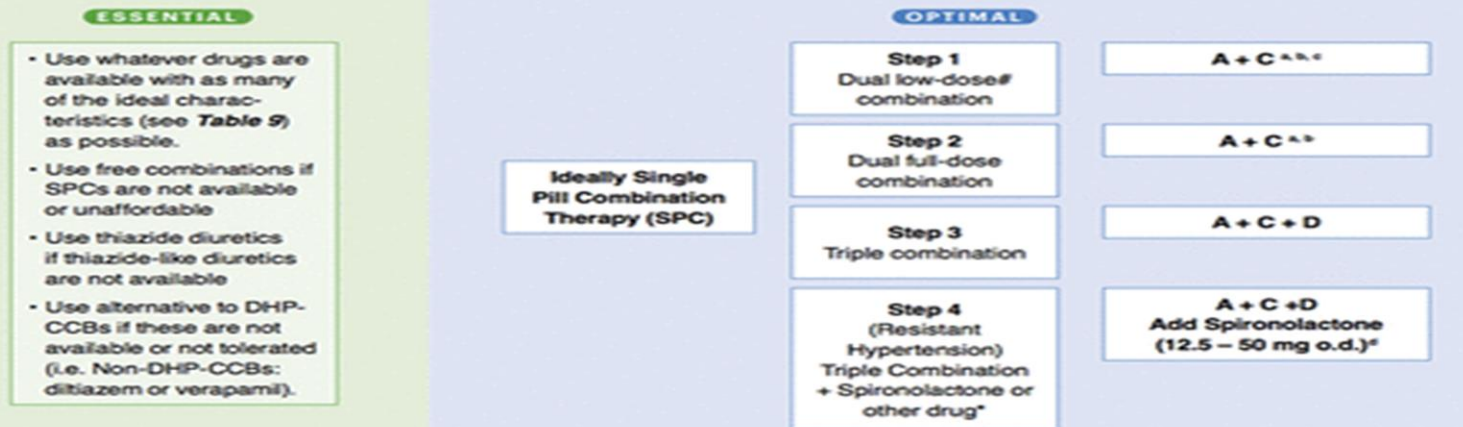 ESSENTIAL
• Use whatever drugs are
available with as many
of the ideal charac-
teristics (see Table 9)
as possible.
• Use free combinations if
SPCs are not available
or unaffordable
• Use thiazide diuretics
if thiazide-like diuretics
are not available
• Use alternative to DHP-
CCBs if these are not
available or not tolerated
(i.e. Non-DHP-CCBs:
diltiazem or verapamil).
OPTIMAL
Ideally Single
Pill Combination
Therapy (SPC)
Step 1
Dual low-dose#
combination
A + C a, b, c
Step 2
Dual full-dose
combination
A + C a, b
Step 3
Triple combination
A + C + D
Step 4
(Resistant
Hypertension)
Triple Combination
+ Spironolactone or
other drug*
A + C +D
Add Spironolactone
(12.5 – 50 mg o.d.)d